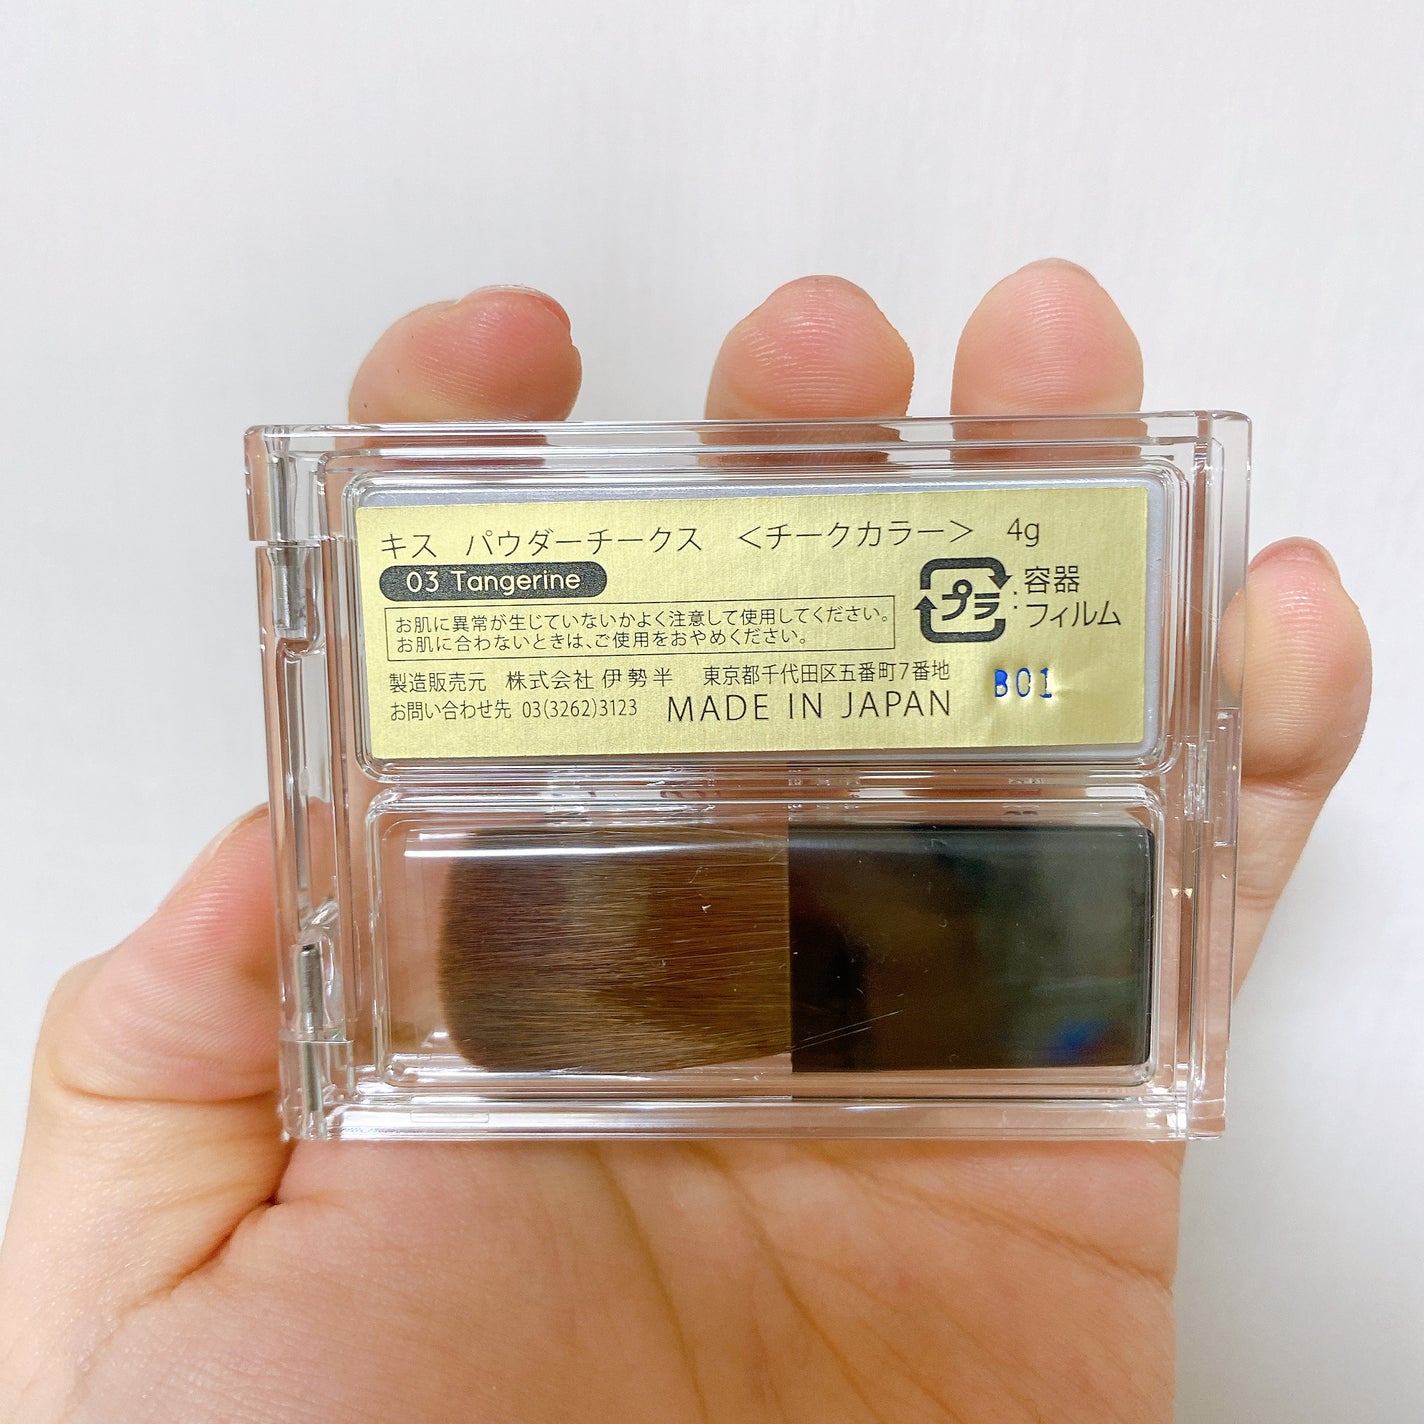 キス パウダーチークス <チークカラー> 4g
03 Tangerine
お肌に異常が生じていないかよく注意して使用してください。
お肌に合わないときは、ご使用をおやめください。
プラ : 容器
: フィルム
製造販売元 株式会社 伊勢半 東京都千代田区五番町7番地
お問い合わせ先 03(3262)3123 MADE IN JAPAN
B01